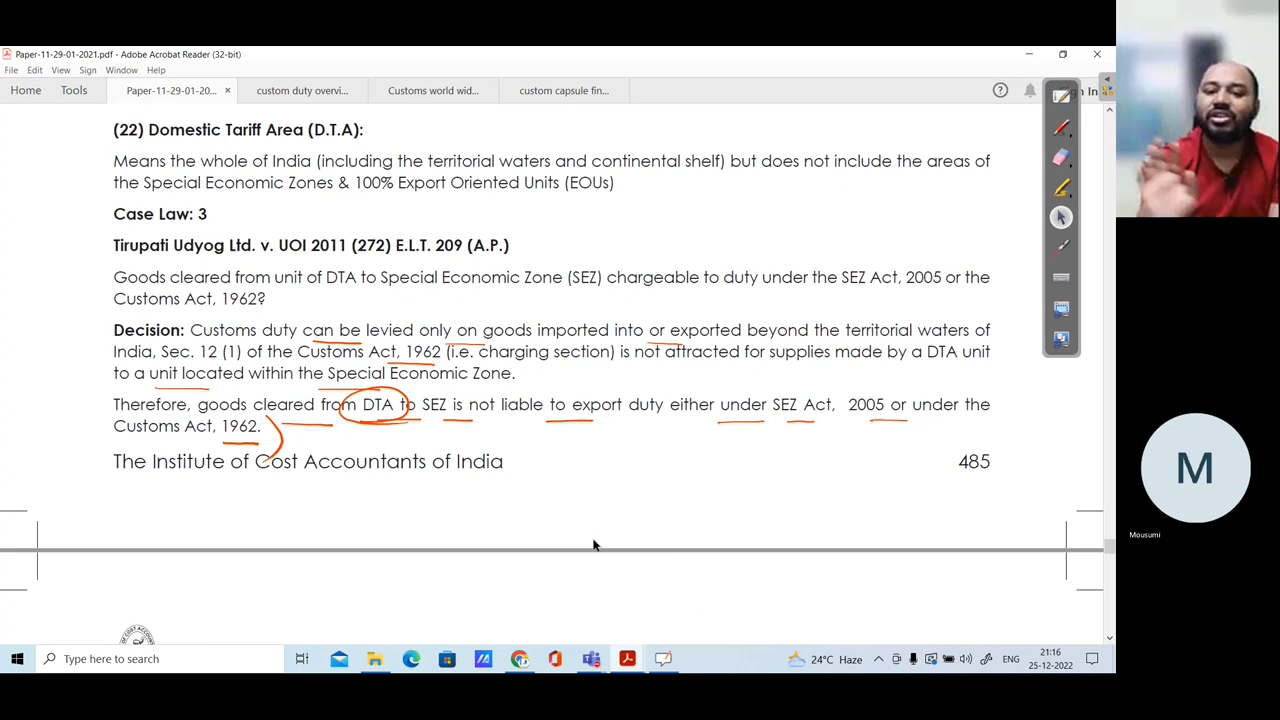 Paper-11-29-01-2021.pdf - Adobe Acrobat Reader (32-bit)
File Edit View Sign Window Help
Home Tools Paper-11-29-01-20... × custom duty overvi... Customs world wid... custom capsule fin... Sign In
(22) Domestic Tariff Area (D.T.A):
Means the whole of India (including the territorial waters and continental shelf) but does not include the areas of
the Special Economic Zones & 100% Export Oriented Units (EOUs)
Case Law: 3
Tirupati Udyog Ltd. v. UOI 2011 (272) E.L.T. 209 (A.P.)
Goods cleared from unit of DTA to Special Economic Zone (SEZ) chargeable to duty under the SEZ Act, 2005 or the
Customs Act, 1962?
Decision: Customs duty can be levied only on goods imported into or exported beyond the territorial waters of
India, Sec. 12 (1) of the Customs Act, 1962 (i.e. charging section) is not attracted for supplies made by a DTA unit
to a unit located within the Special Economic Zone.
Therefore, goods cleared from DTA to SEZ is not liable to export duty either under SEZ Act, 2005 or under the
Customs Act, 1962.
The Institute of Cost Accountants of India 485
M
Mousumi
Type here to search
24°C Haze
ENG
21:16
25-12-2022